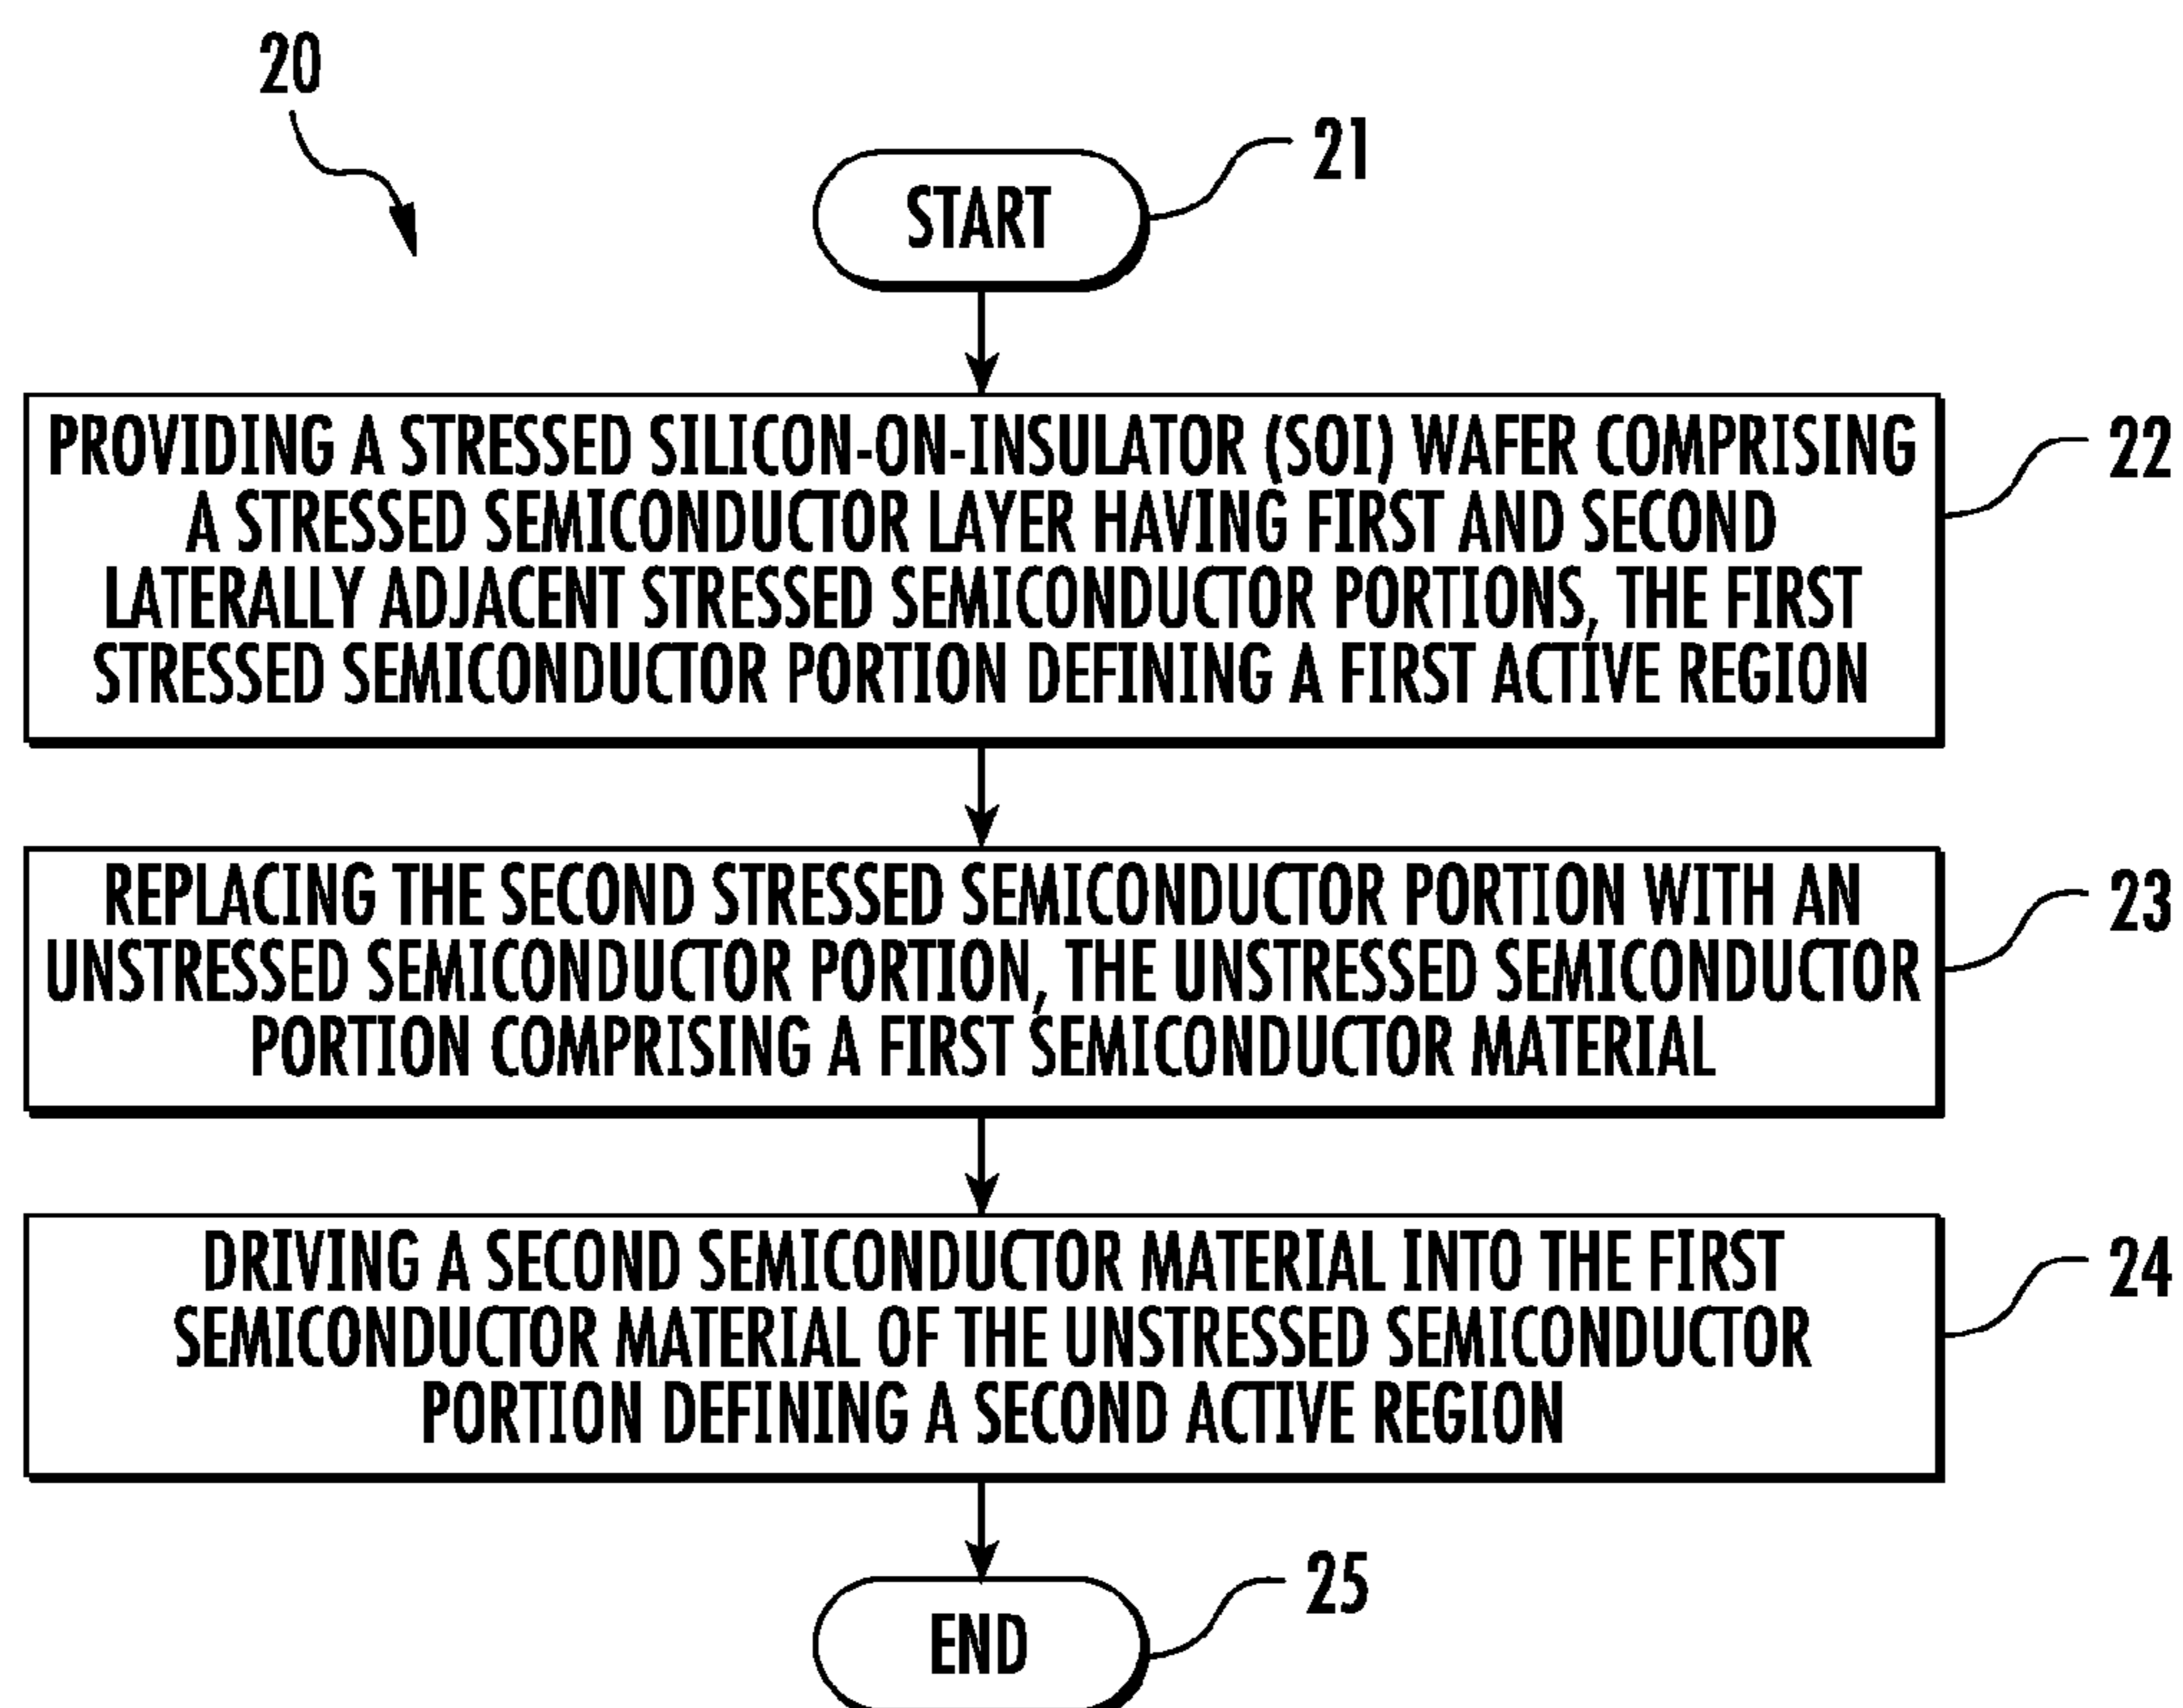 20
21
START
PROVIDING A STRESSED SILICON-ON-INSULATOR (SOI) WAFER COMPRISING
A STRESSED SEMICONDUCTOR LAYER HAVING FIRST AND SECOND
LATERALLY ADJACENT STRESSED SEMICONDUCTOR PORTIONS, THE FIRST
STRESSED SEMICONDUCTOR PORTION DEFINING A FIRST ACTIVE REGION
22
REPLACING THE SECOND STRESSED SEMICONDUCTOR PORTION WITH AN
UNSTRESSED SEMICONDUCTOR PORTION, THE UNSTRESSED SEMICONDUCTOR
PORTION COMPRISING A FIRST SEMICONDUCTOR MATERIAL
23
DRIVING A SECOND SEMICONDUCTOR MATERIAL INTO THE FIRST
SEMICONDUCTOR MATERIAL OF THE UNSTRESSED SEMICONDUCTOR
PORTION DEFINING A SECOND ACTIVE REGION
24
25
END